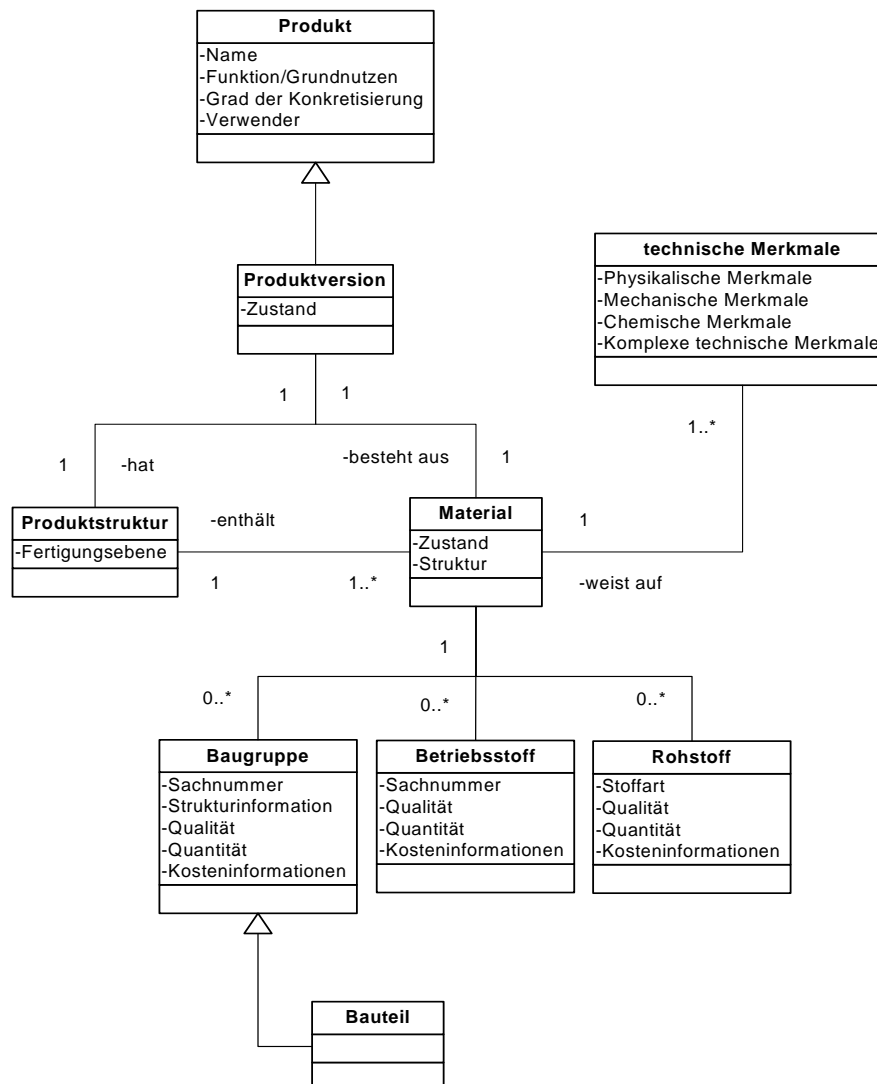 Produkt
-Name
-Funktion/Grundnutzen
-Grad der Konkretisierung
-Verwender
technische Merkmale
-Physikalische Merkmale
-Mechanische Merkmale
-Chemische Merkmale
-Komplexe technische Merkmale
Produktversion
-Zustand
1
1
1..*
1
-hat
-besteht aus
1
Produktstruktur
-Fertigungsebene
-enthält
Material
-Zustand
-Struktur
1
1
1..*
-weist auf
1
0..*
0..*
0..*
Baugruppe
-Sachnummer
-Strukturinformation
-Qualität
-Quantität
-Kosteninformationen
Betriebsstoff
-Sachnummer
-Qualität
-Quantität
-Kosteninformationen
Rohstoff
-Stoffart
-Qualität
-Quantität
-Kosteninformationen
Bauteil